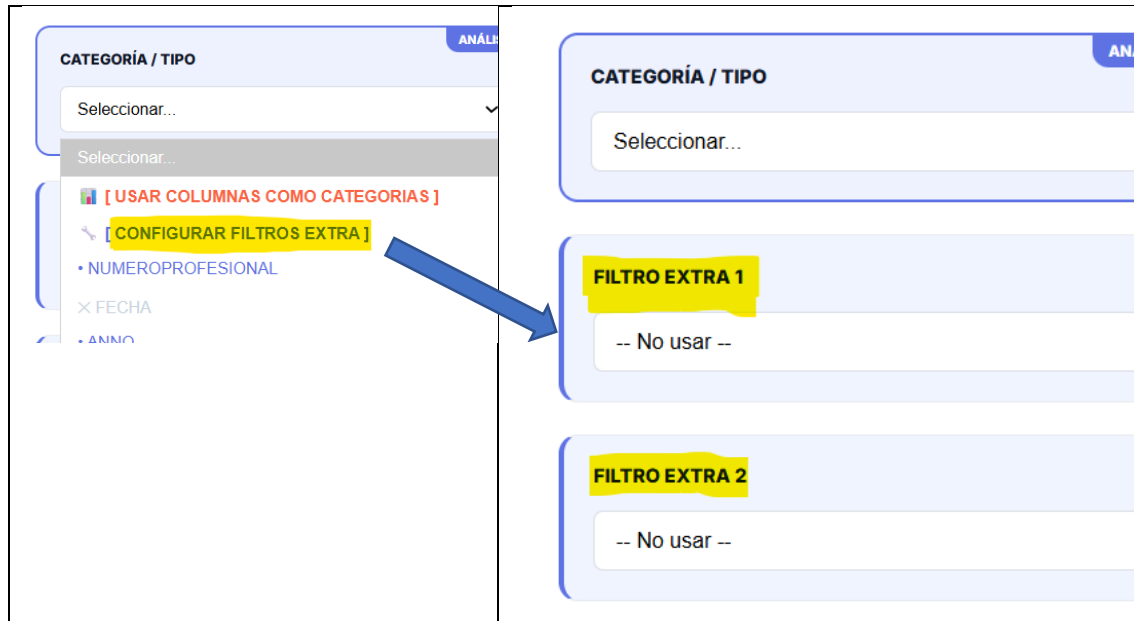 ANÁLIS
CATEGORÍA / TIPO
Seleccionar...
Seleccionar...
[ USAR COLUMNAS COMO CATEGORIAS ]
[ CONFIGURAR FILTROS EXTRA ]
• NUMEROPROFESIONAL
× FECHA
• ANNO
ANÁ
CATEGORÍA / TIPO
Seleccionar...
FILTRO EXTRA 1
-- No usar --
FILTRO EXTRA 2
-- No usar --